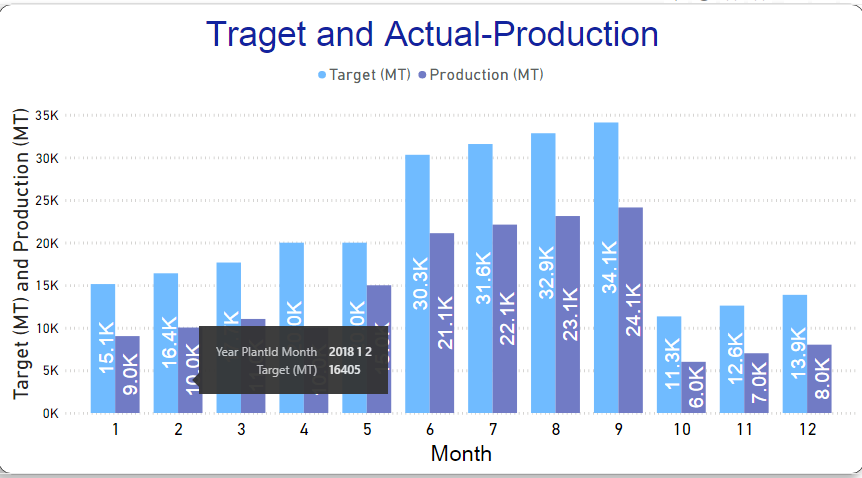 Traget and Actual-Production
Target (MT) Production (MT)
Target (MT) and Production (MT)
35K
30K
25K
20K
15K
10K
5K
0K
15.1K
9.0K
16.4K
10.0K
30.3K
21.1K
31.6K
22.1K
32.9K
23.1K
34.1K
24.1K
11.3K
6.0K
12.6K
7.0K
13.9K
8.0K
Year PlantId Month 2018 1 2
Target (MT) 16405
1 2 3 4 5 6 7 8 9 10 11 12
Month